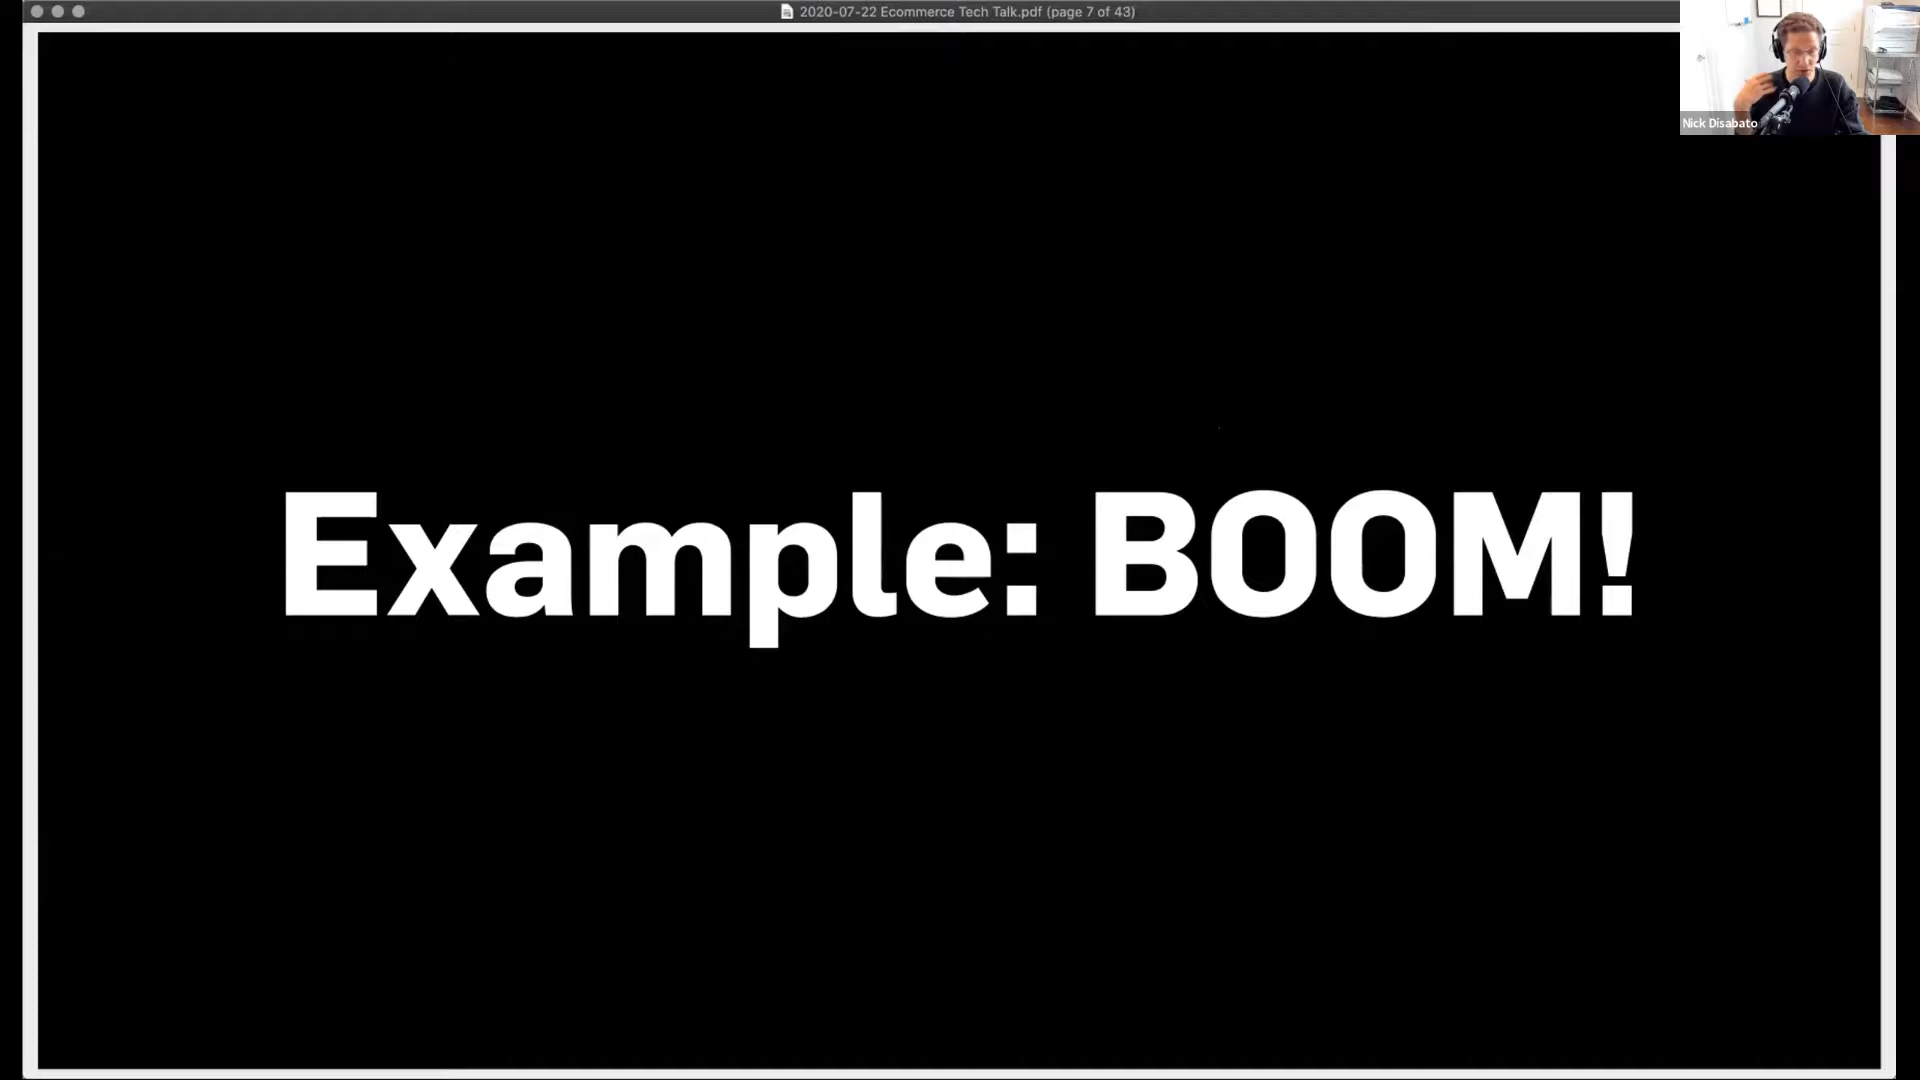 2020-07-22 Ecommerce Tech Talk.pdf (page 7 of 43)
Nick Disabato
Example: BOOM!